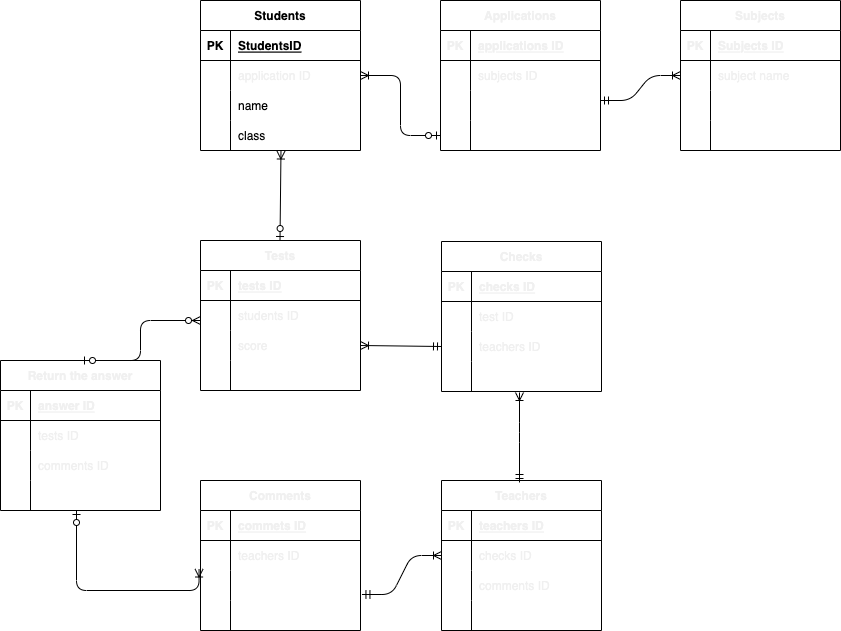 Students
PK StudentsID
application ID
name
class
Applications
PK applications ID
subjects ID
Subjects
PK Subjects ID
subject name
Tests
PK tests ID
students ID
score
Checks
PK checks ID
test ID
teachers ID
Return the answer
PK answer ID
tests ID
comments ID
Comments
PK commets ID
teachers ID
Teachers
PK teachers ID
checks ID
comments ID